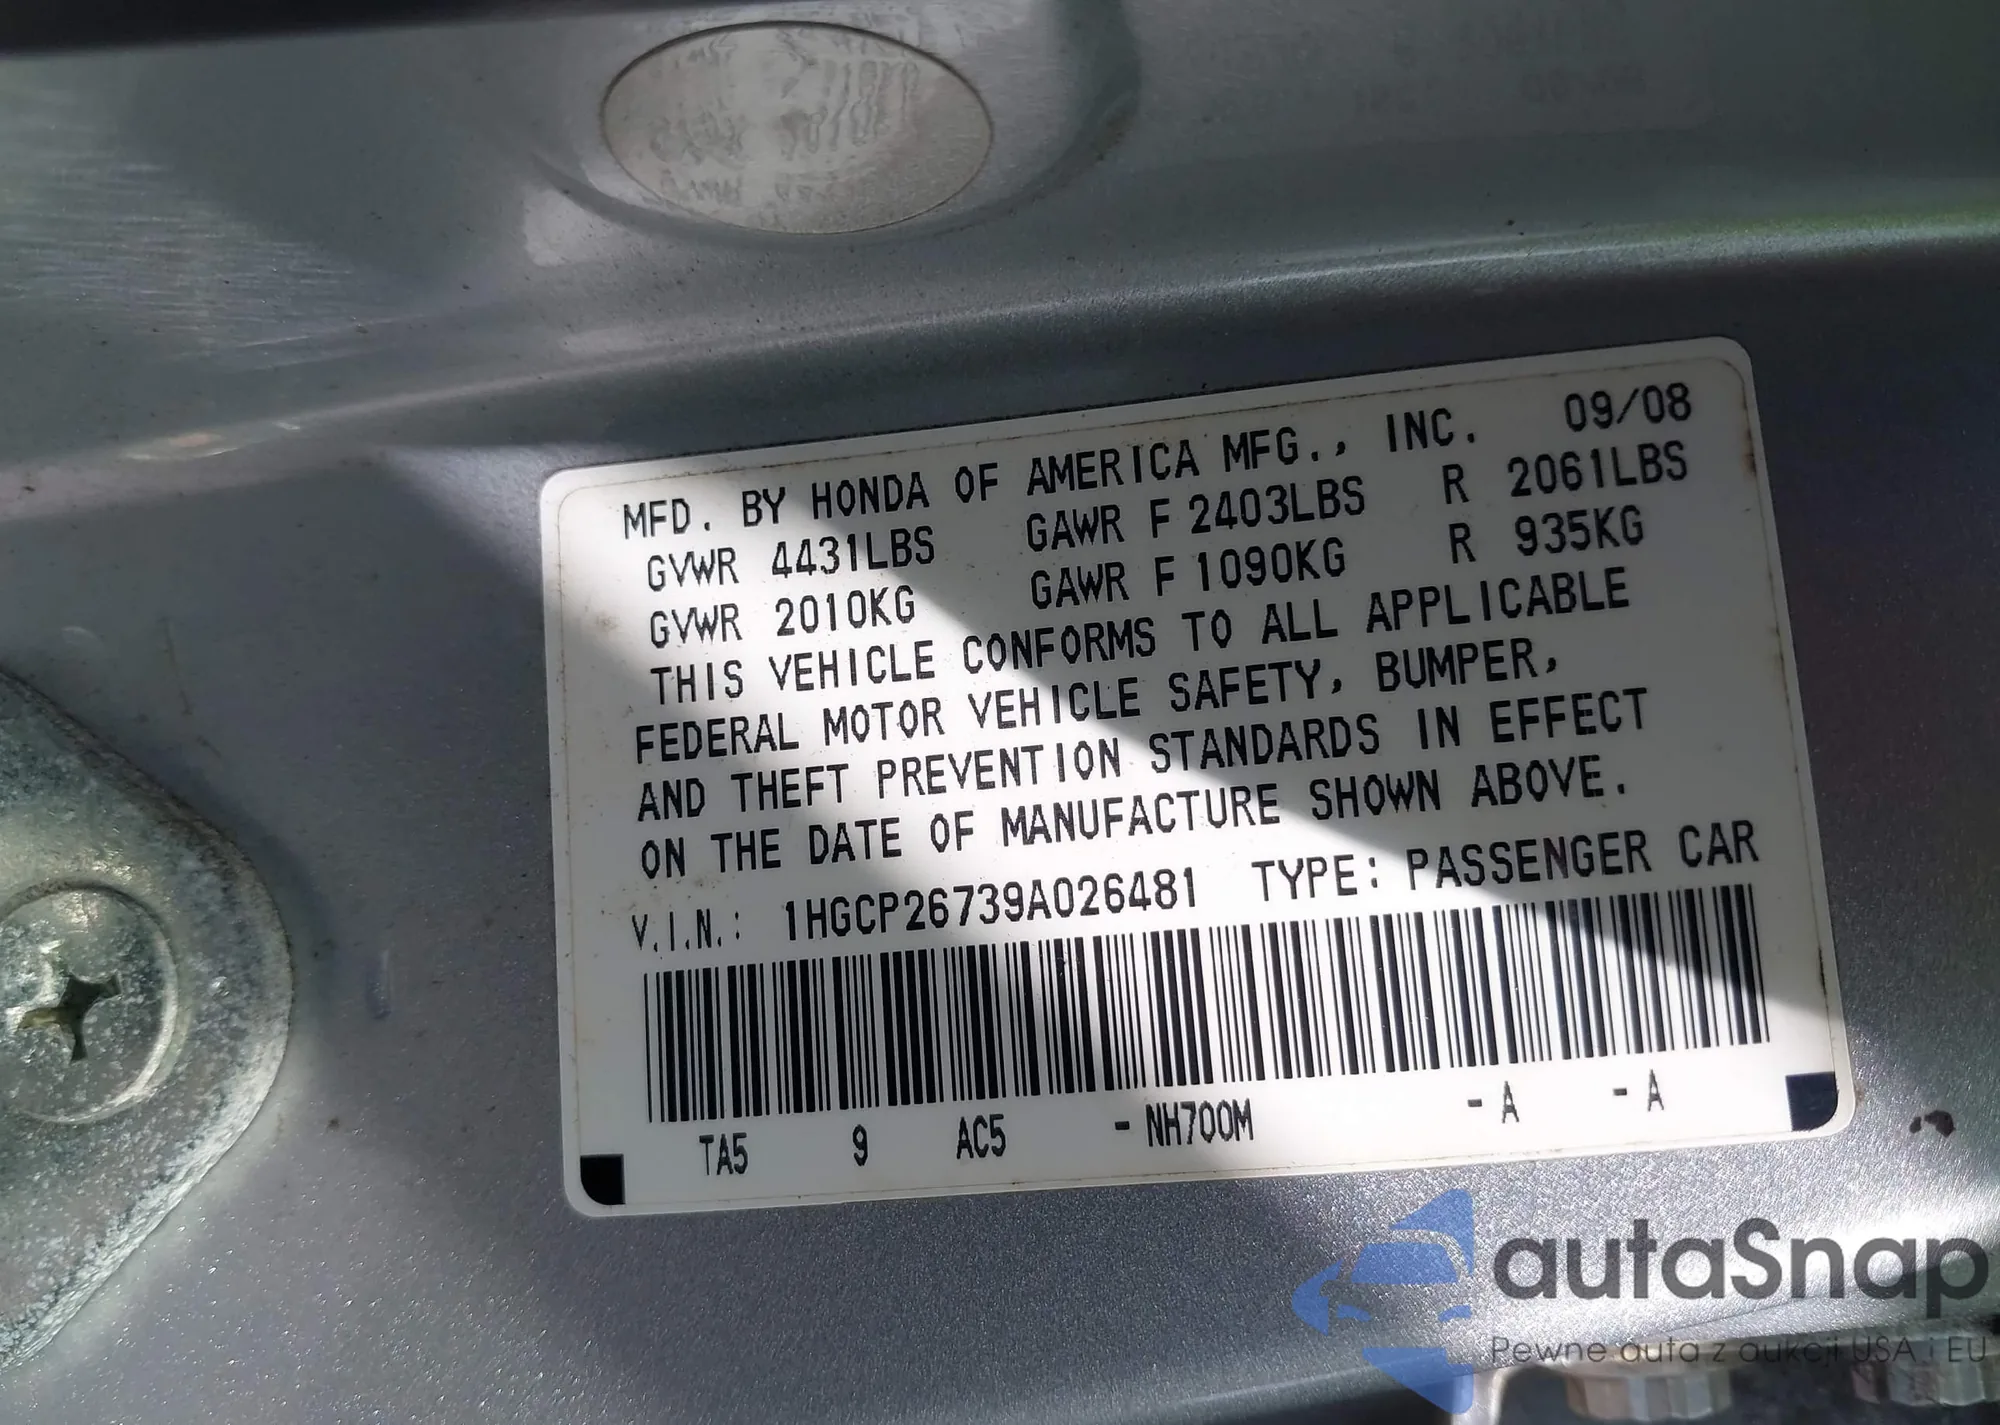 MFD. BY HONDA OF AMERICA MFG., INC. 09/08
GVWR 4431LBS GAWR F 2403LBS R 2061LBS
GVWR 2010KG GAWR F 1090KG R 935KG
THIS VEHICLE CONFORMS TO ALL APPLICABLE
FEDERAL MOTOR VEHICLE SAFETY, BUMPER,
AND THEFT PREVENTION STANDARDS IN EFFECT
ON THE DATE OF MANUFACTURE SHOWN ABOVE.
V.I.N.: 1HGCP26739A026481 TYPE: PASSENGER CAR
TA5 9 AC5 -NH700M -A -A
autaSnap
Pewne auta z aukcji USA i EU